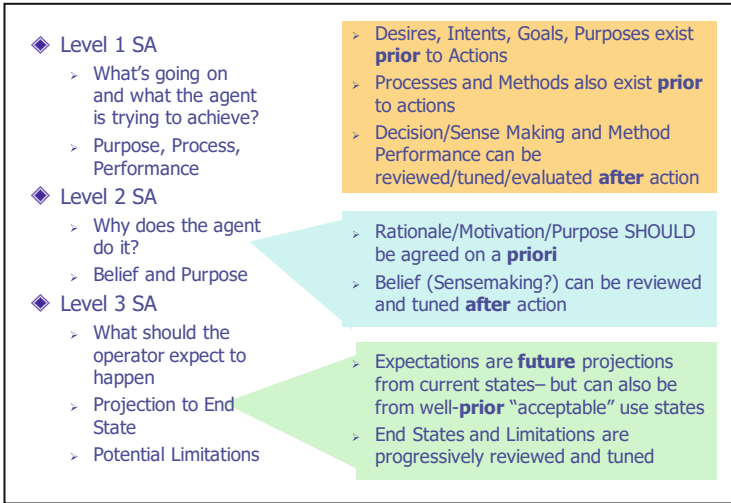 Level 1 SA
What's going on
and what the agent
is trying to achieve?
Purpose, Process,
Performance
Level 2 SA
Why does the agent
do it?
Belief and Purpose
Level 3 SA
What should the
operator expect to
happen
Projection to End
State
Potential Limitations
Desires, Intents, Goals, Purposes exist
prior to Actions
Processes and Methods also exist prior
to actions
Decision/Sense Making and Method
Performance can be
reviewed/tuned/evaluated after action
Rationale/Motivation/Purpose SHOULD
be agreed on a priori
Belief (Sensemaking?) can be reviewed
and tuned after action
Expectations are future projections
from current states– but can also be
from well-prior “acceptable” use states
End States and Limitations are
progressively reviewed and tuned